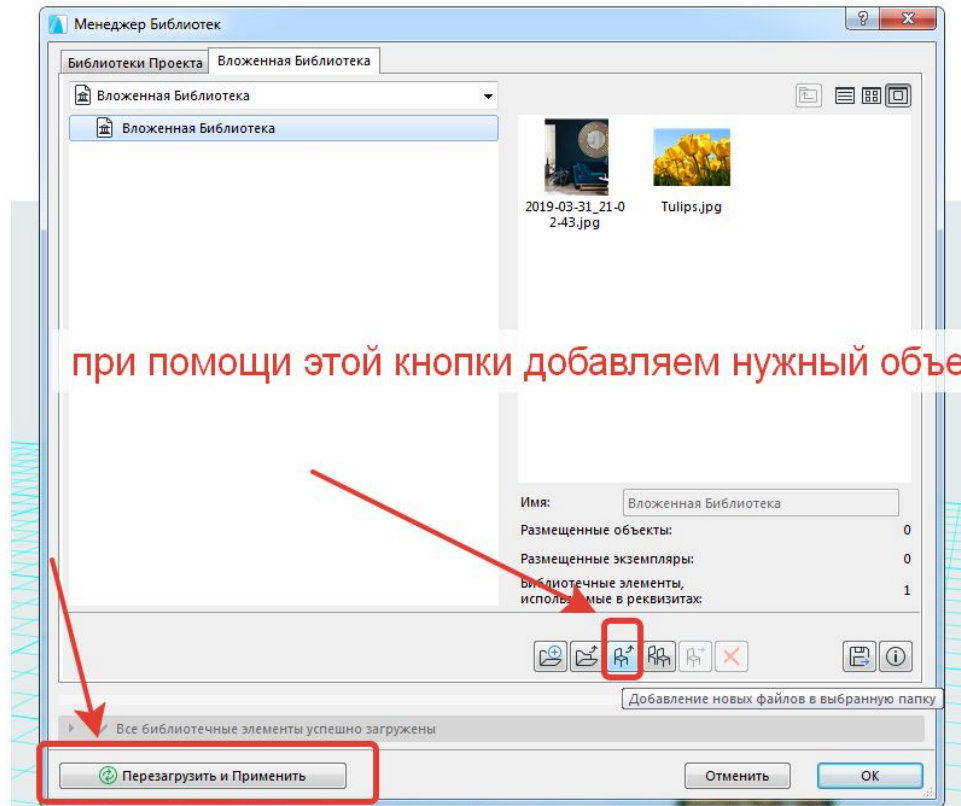 Менеджер Библиотек
Библиотеки Проекта
Вложенная Библиотека
Вложенная Библиотека
Вложенная Библиотека
2019-03-31_21-0
2-43.jpg
Tulips.jpg
при помощи этой кнопки добавляем нужный объе
Имя:
Вложенная Библиотека
Размещенные объекты:
0
Размещенные экземпляры:
0
Библиотечные элементы,
используемые в реквизитах:
1
Добавление новых файлов в выбранную папку
Все библиотечные элементы успешно загружены
Перезагрузить и Применить
Отменить
ОК